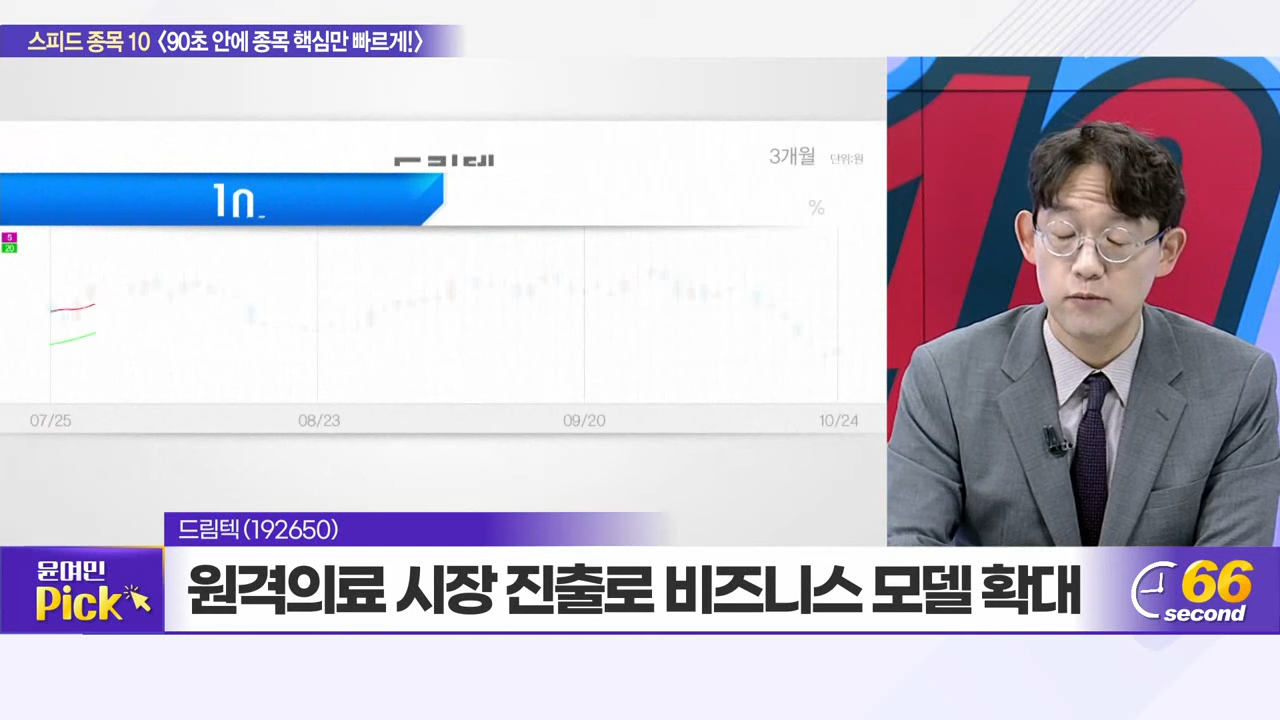 스피드 종목 10 <90초 안에 종목 핵심만 빠르게!>
3개월 단위:원
%
5
20
07/25 08/23 09/20 10/24
드림텍(192650)
윤여민
Pick
원격의료 시장 진출로 비즈니스 모델 확대
66
second
10